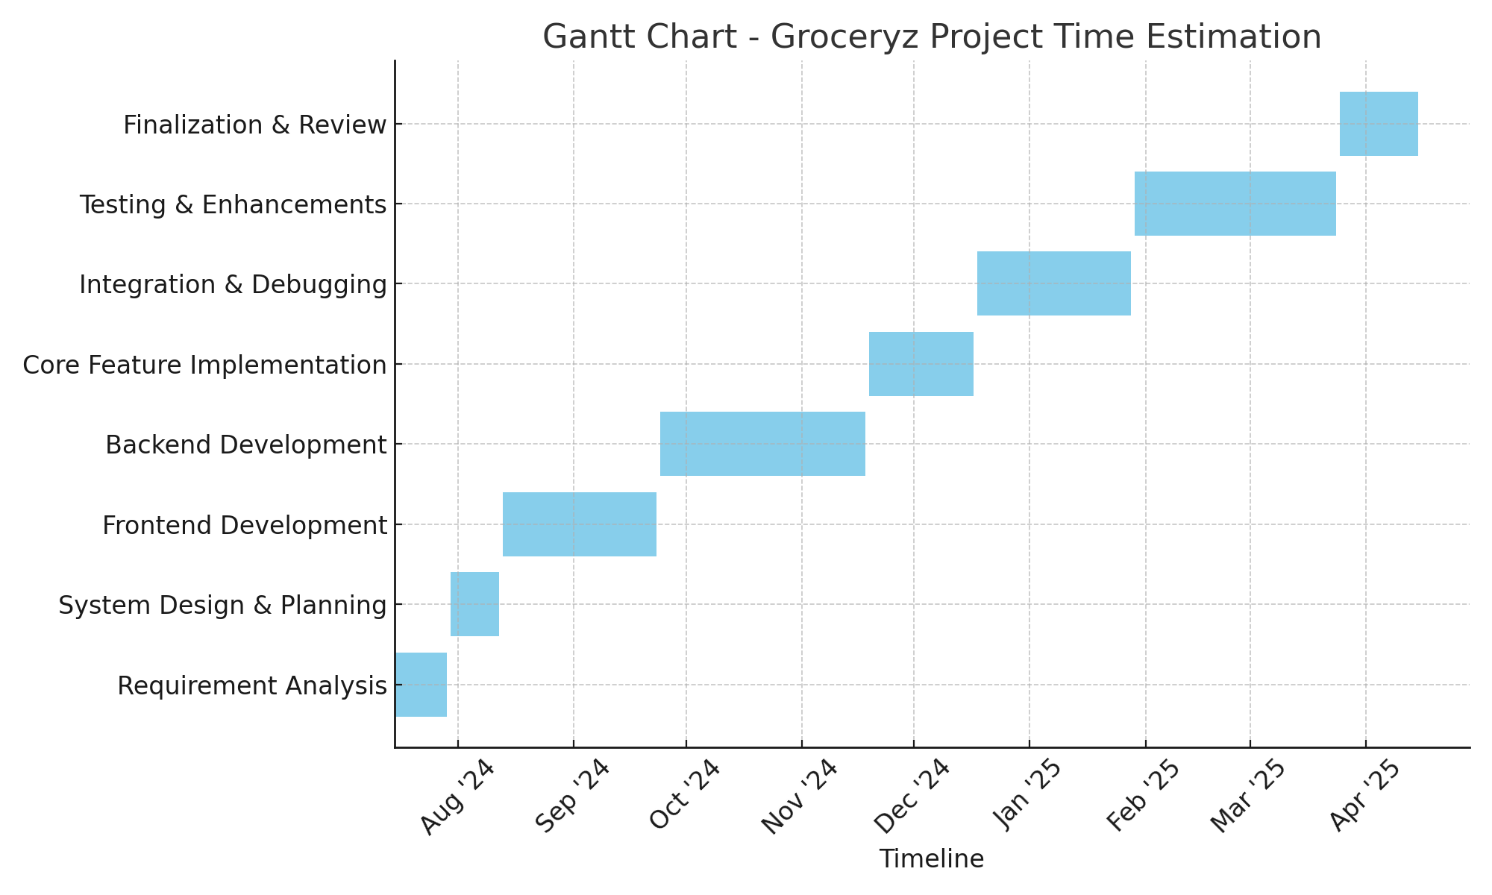 Gantt Chart - Groceryz Project Time Estimation
Finalization & Review
Testing & Enhancements
Integration & Debugging
Core Feature Implementation
Backend Development
Frontend Development
System Design & Planning
Requirement Analysis
Aug '24
Sep '24
Oct '24
Nov '24
Dec '24
Jan '25
Feb '25
Mar '25
Apr '25
Timeline